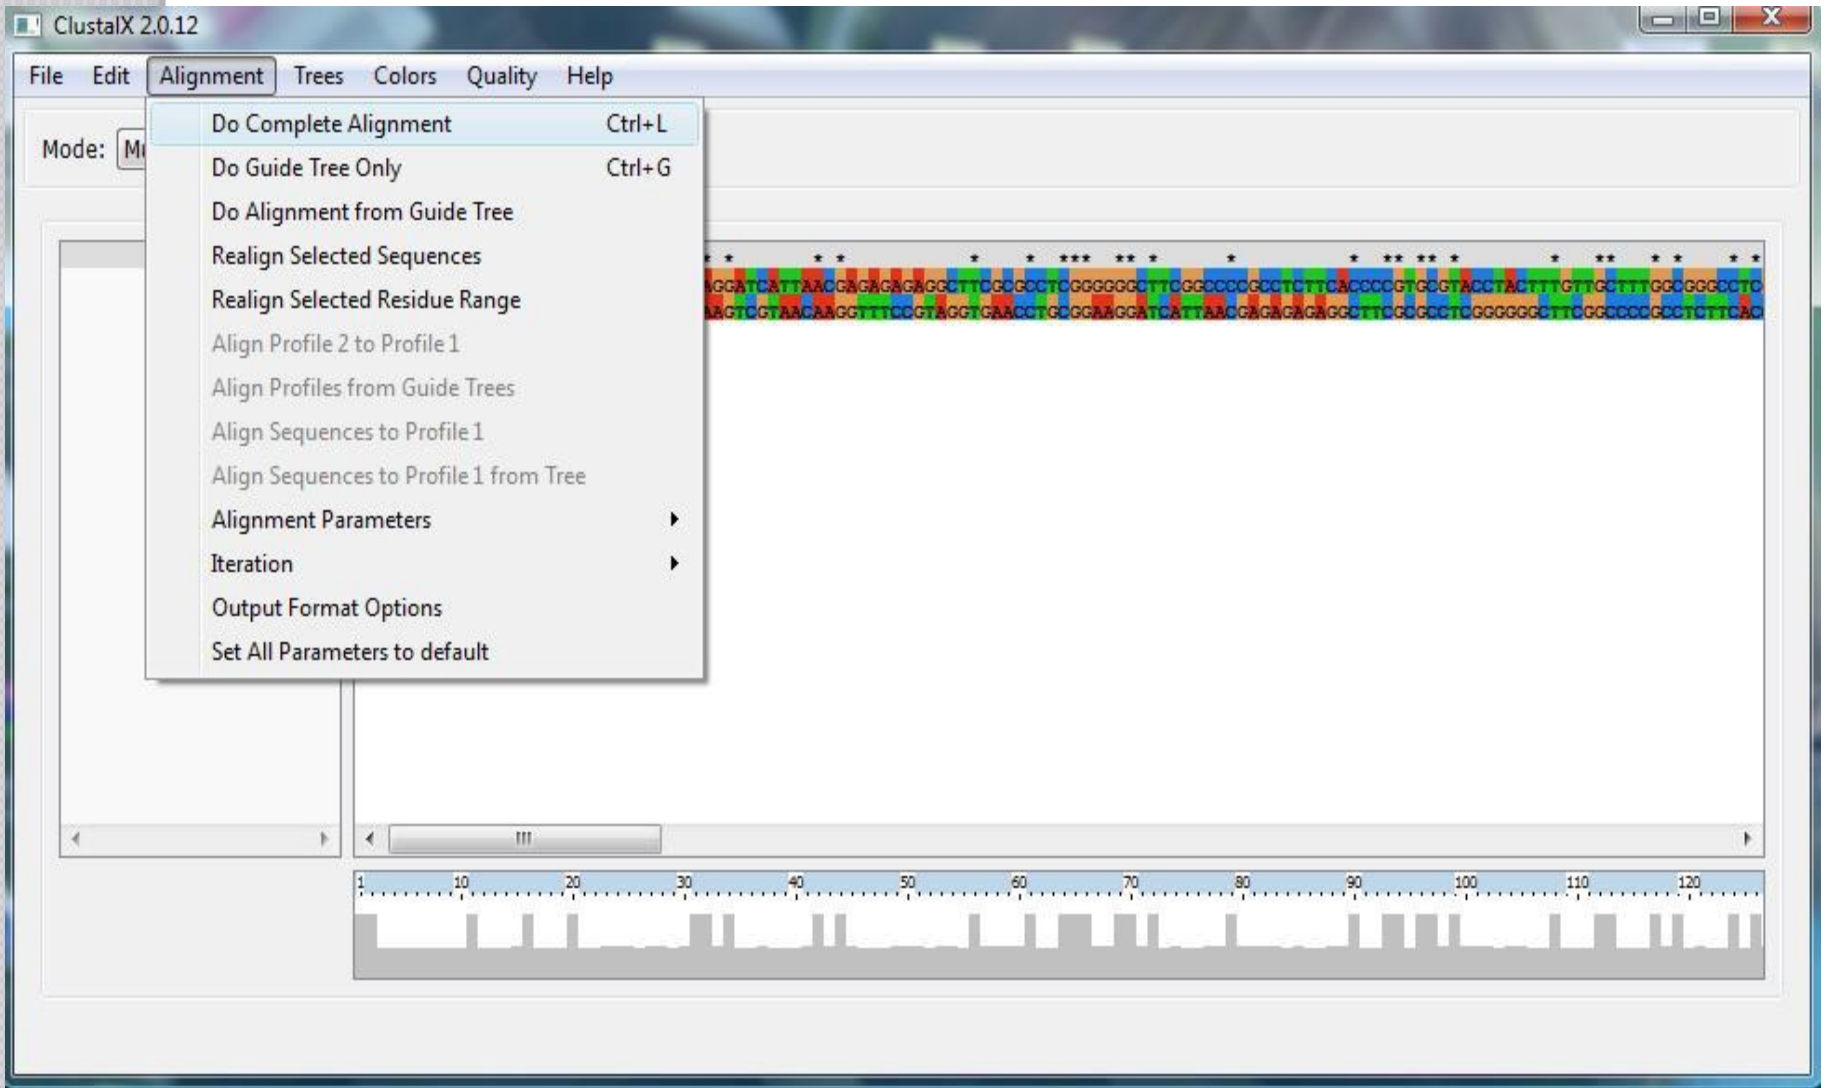 ClustalX 2.0.12
File Edit Alignment Trees Colors Quality Help
Mode:
Do Complete Alignment Ctrl+L
Do Guide Tree Only Ctrl+G
Do Alignment from Guide Tree
Realign Selected Sequences
Realign Selected Residue Range
Align Profile 2 to Profile 1
Align Profiles from Guide Trees
Align Sequences to Profile 1
Align Sequences to Profile 1 from Tree
Alignment Parameters
Iteration
Output Format Options
Set All Parameters to default
AGGATCATTAACGAGAGAGAGGCTTCGCGCCTCGGGGGGCTTCGGCCCCGCCTCTTCACCCCGTGCGTACCTACTTTGTTGCTTTGGCGGGCCTC
AAGTCGTAACAAGGTTTCCGTAGGTGAACCTGCGGAAGGATCATTAACGAGAGAGAGGCTTCGCGCCTCGGGGGGCTTCGGCCCCGCCTCTTCAC
1 10 20 30 40 50 60 70 80 90 100 110 120